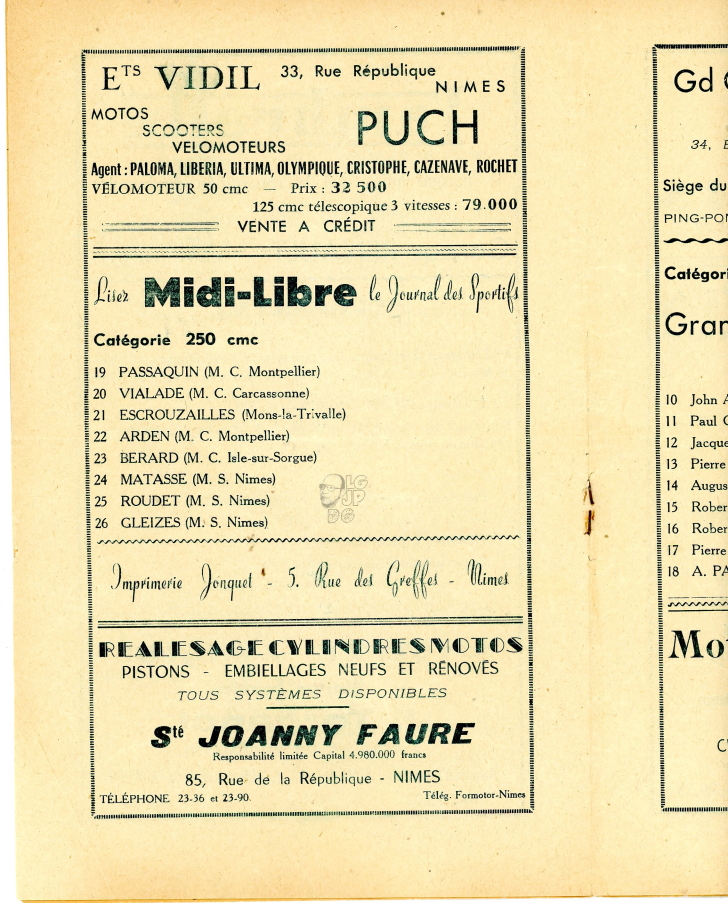 ETS VIDIL 33, Rue République
NIMES
MOTOS
SCOOTERS
VELOMOTEURS
PUCH
Agent : PALOMA, LIBERIA, ULTIMA, OLYMPIQUE, CRISTOPHE, CAZENAVE, ROCHET
VÉLOMOTEUR 50 cmc — Prix : 32 500
125 cmc télescopique 3 vitesses : 79.000
VENTE A CRÉDIT
Lisez Midi-Libre le Journal des Sportifs
Catégorie 250 cmc
19 PASSAQUIN (M. C. Montpellier)
20 VIALADE (M. C. Carcassonne)
21 ESCROUZAILLES (Mons-la-Trivalle)
22 ARDEN (M. C. Montpellier)
23 BERARD (M. C. Isle-sur-Sorgue)
24 MATASSE (M. S. Nimes)
25 ROUDET (M. S. Nimes)
26 GLEIZES (M. S. Nimes)
LG
JP
DG
Imprimerie Jonquet - 5, Rue des Greffes - Nimes
REALESAGE CYLINDRES MOTOS
PISTONS - EMBIELLAGES NEUFS ET RÉNOVÉS
TOUS SYSTÈMES DISPONIBLES
Sté JOANNY FAURE
Responsabilité limitée Capital 4.980.000 francs
85, Rue de la République - NIMES
TÉLÉPHONE 23-36 et 23-90. Télég. Formotor-Nimes
Gd
34,
Siège du
PING-PON
Catégori
Gran
10 John A
11 Paul
12 Jacque
13 Pierre
14 Augus
15 Rober
16 Rober
17 Pierre
18 A. PA
Mo
C'